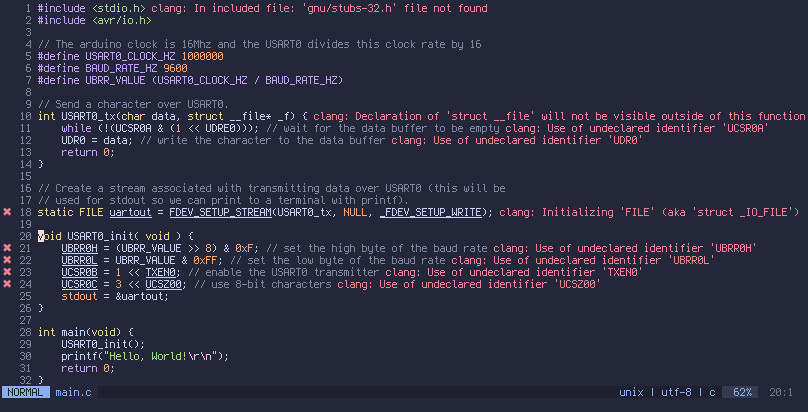 1 #include <stdio.h> clang: In included file: 'gnu/stubs-32.h' file not found
2 #include <avr/io.h>
3
4 // The arduino clock is 16Mhz and the USART0 divides this clock rate by 16
5 #define USART0_CLOCK_HZ 1000000
6 #define BAUD_RATE_HZ 9600
7 #define UBRR_VALUE (USART0_CLOCK_HZ / BAUD_RATE_HZ)
8
9 // Send a character over USART0.
10 int USART0_tx(char data, struct __file* _f) { clang: Declaration of 'struct __file' will not be visible outside of this function
11 while (!(UCSR0A & (1 << UDRE0))); // wait for the data buffer to be empty clang: Use of undeclared identifier 'UCSR0A'
12 UDR0 = data; // write the character to the data buffer clang: Use of undeclared identifier 'UDR0'
13 return 0;
14 }
15
16 // Create a stream associated with transmitting data over USART0 (this will be
17 // used for stdout so we can print to a terminal with printf).
✖ 18 static FILE uartout = FDEV_SETUP_STREAM(USART0_tx, NULL, _FDEV_SETUP_WRITE); clang: Initializing 'FILE' (aka 'struct _IO_FILE')
19
20 void USART0_init( void ) {
✖ 21 UBRR0H = (UBRR_VALUE >> 8) & 0xF; // set the high byte of the baud rate clang: Use of undeclared identifier 'UBRR0H'
✖ 22 UBRR0L = UBRR_VALUE & 0xFF; // set the low byte of the baud rate clang: Use of undeclared identifier 'UBRR0L'
✖ 23 UCSR0B = 1 << TXEN0; // enable the USART0 transmitter clang: Use of undeclared identifier 'TXEN0'
✖ 24 UCSR0C = 3 << UCSZ00; // use 8-bit characters clang: Use of undeclared identifier 'UCSZ00'
25 stdout = &uartout;
26 }
27
28 int main(void) {
29 USART0_init();
30 printf("Hello, World!\r\n");
31 return 0;
32 }
NORMAL main.c unix | utf-8 | c 62% 20:1